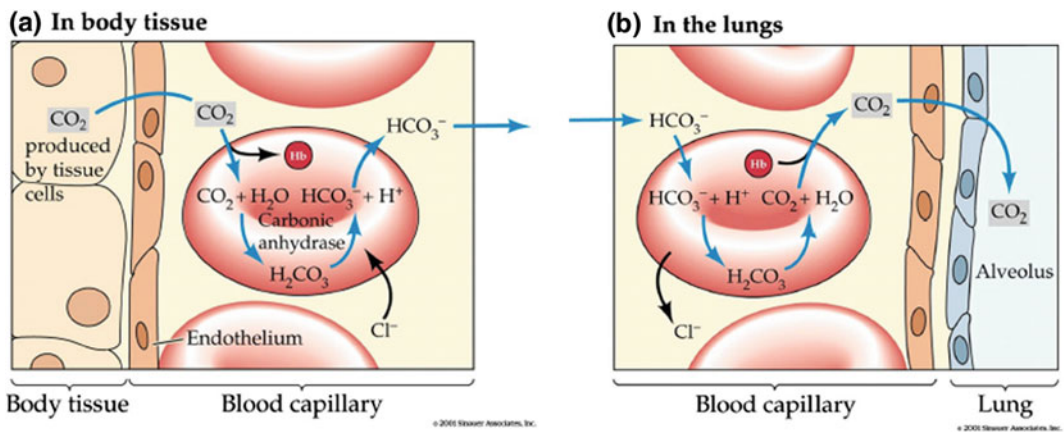 (a) In body tissue
CO₂
produced
by tissue
cells
CO₂
HCO₃⁻
Hb
CO₂ + H₂O HCO₃⁻ + H⁺
Carbonic
anhydrase
H₂CO₃
Cl⁻
Endothelium
Body tissue
Blood capillary
© 2001 Sinauer Associates, Inc.
(b) In the lungs
HCO₃⁻
CO₂
Hb
HCO₃⁻ + H⁺ CO₂ + H₂O
CO₂
H₂CO₃
Alveolus
Cl⁻
Blood capillary
Lung
© 2001 Sinauer Associates, Inc.